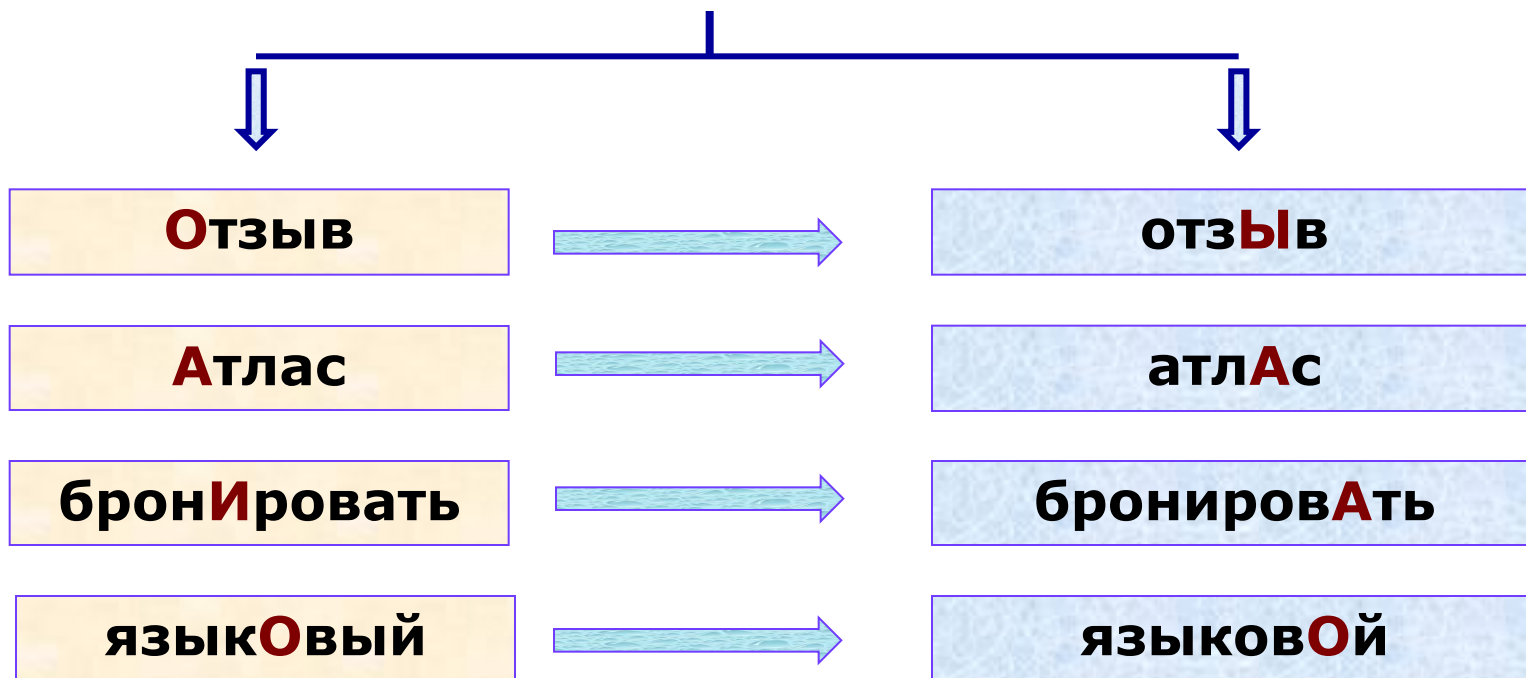 Отзыв
отзЫв
Атлас
атлАс
бронИровать
бронировАть
языкОвый
языковОй